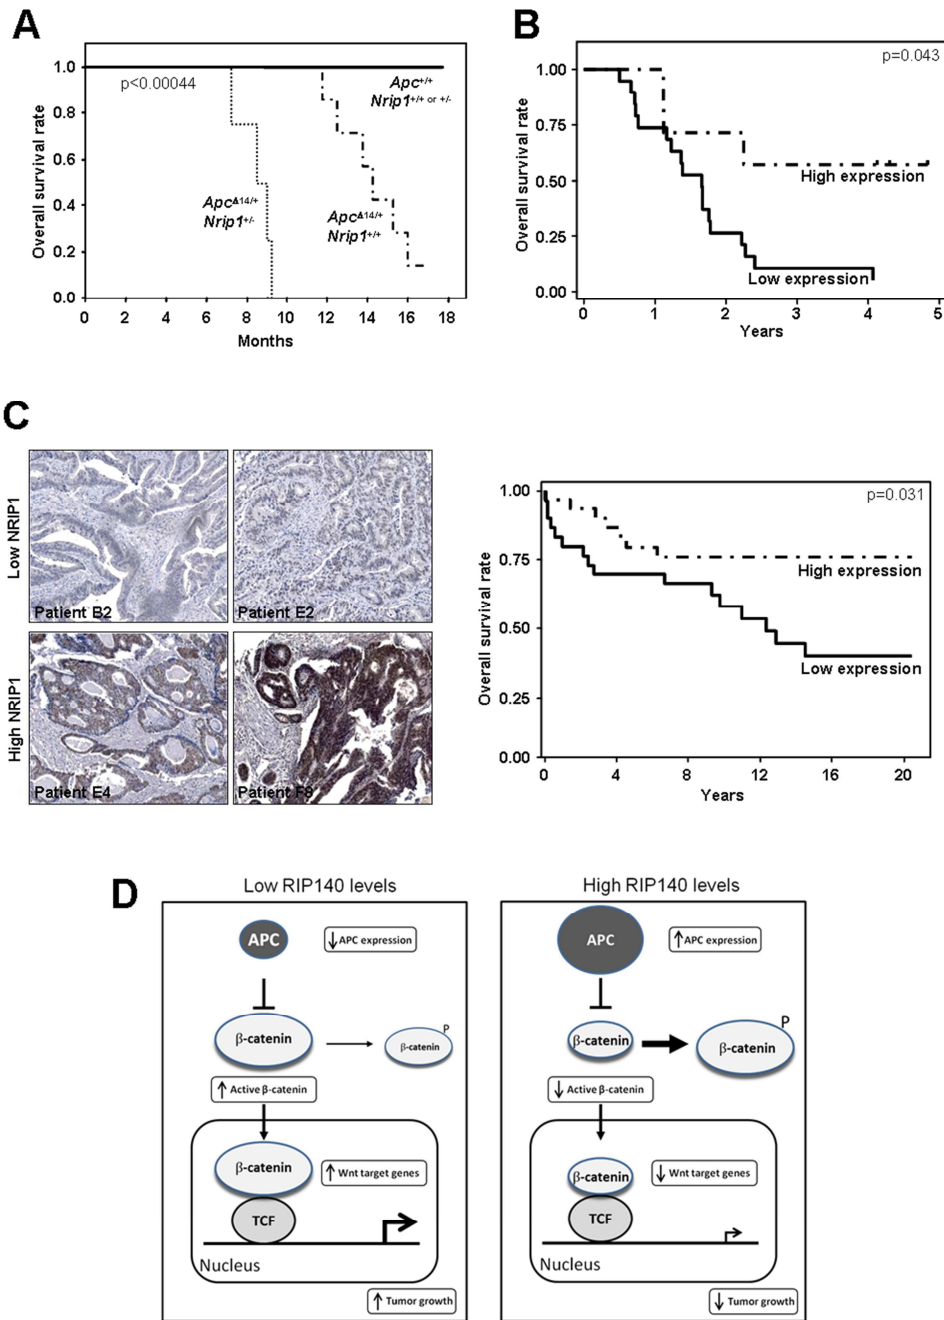 A
Overall survival rate
1.0
0.8
0.6
0.4
0.2
0.0
p<0.00044
Apc+/+
Nrip1+/+ or +/-
ApcΔ14/+
Nrip1+/-
ApcΔ14/+
Nrip1+/+
0 2 4 6 8 10 12 14 16 18
Months
B
Overall survival rate
1.00
0.75
0.50
0.25
0.00
p=0.043
High expression
Low expression
0 1 2 3 4 5
Years
C
Low NRIP1
Patient B2
Patient E2
High NRIP1
Patient E4
Patient F8
Overall survival rate
1.00
0.75
0.50
0.25
0.00
p=0.031
High expression
Low expression
0 4 8 12 16 20
Years
D
Low RIP140 levels
APC
↓ APC expression
β-catenin
P
β-catenin
↑ Active β-catenin
β-catenin
↑ Wnt target genes
TCF
Nucleus
↑ Tumor growth
High RIP140 levels
APC
↑ APC expression
β-catenin
P
β-catenin
↓ Active β-catenin
β-catenin
↓ Wnt target genes
TCF
Nucleus
↓ Tumor growth